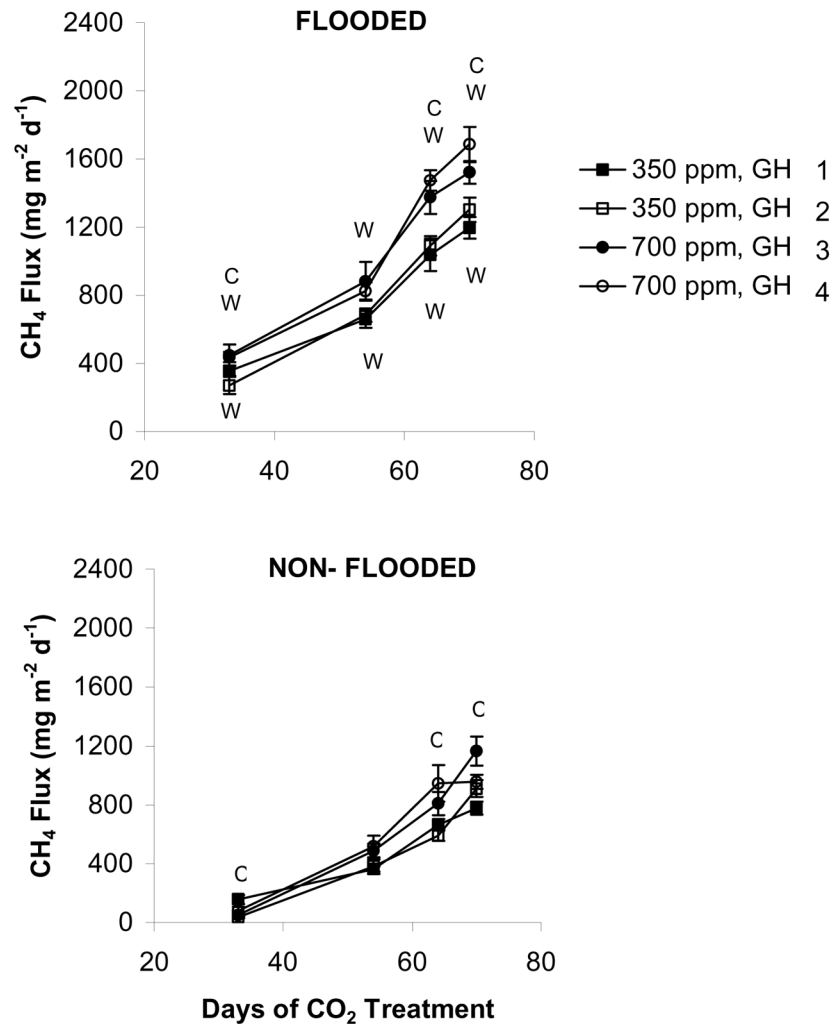 FLOODED
2400
2000
1600
1200
800
400
0
20 40 60 80
CH4 Flux (mg m-2 d-1)
C
W
W
W
W
C
W
W
C
W
W
350 ppm, GH 1
350 ppm, GH 2
700 ppm, GH 3
700 ppm, GH 4
NON- FLOODED
2400
2000
1600
1200
800
400
0
20 40 60 80
CH4 Flux (mg m-2 d-1)
C
C
C
Days of CO2 Treatment